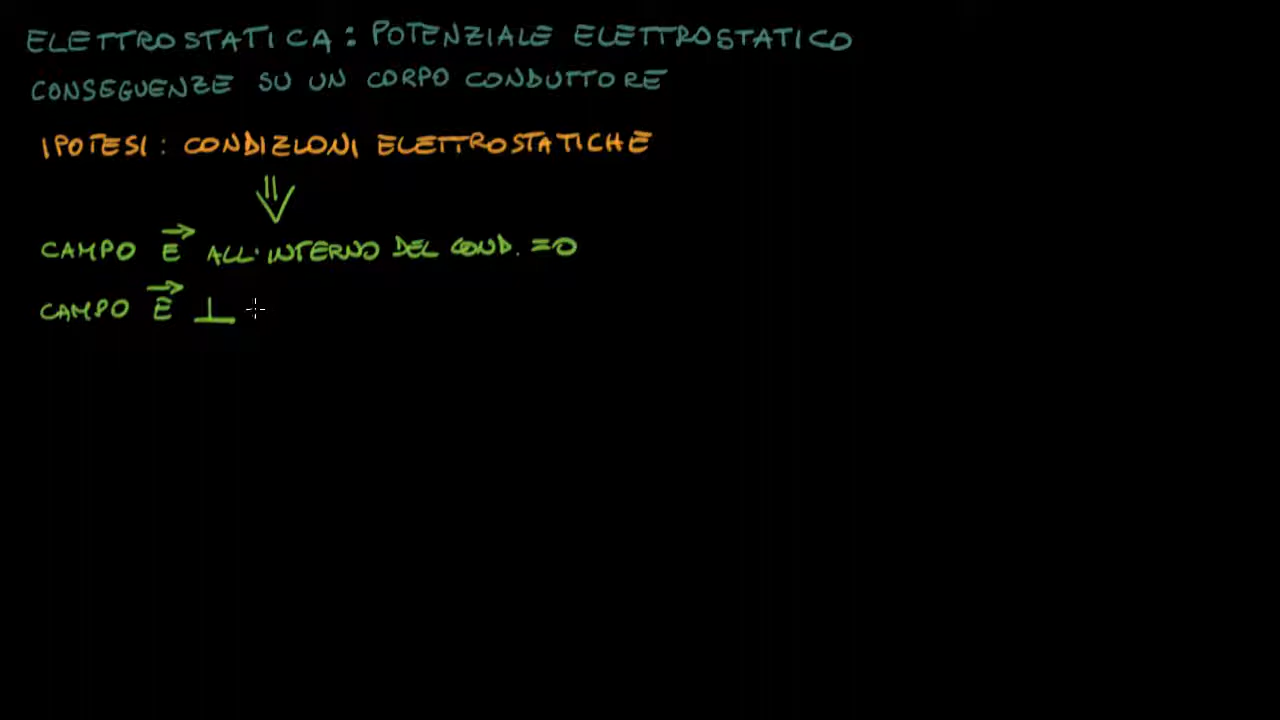 ELETTROSTATICA: POTENZIALE ELETTROSTATICO
CONSEGUENZE SU UN CORPO CONDUTTORE
IPOTESI: CONDIZIONI ELETTROSTATICHE
⇓
CAMPO E⃗ ALL'INTERNO DEL COND. =0
CAMPO E⃗ ⊥